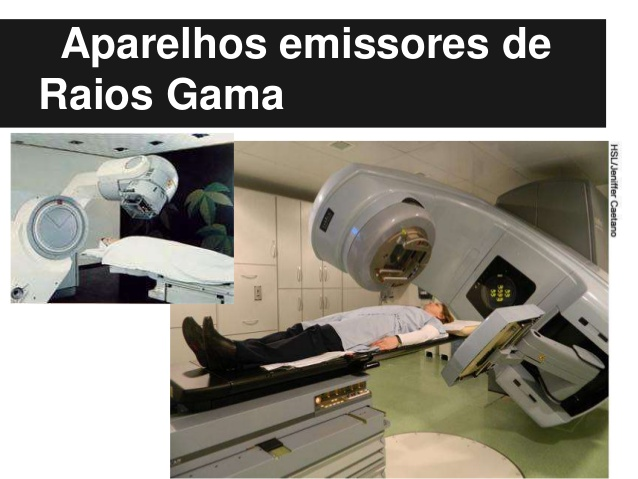 Aparelhos emissores de
Raios Gama
HSL/Jeniffer Caetano